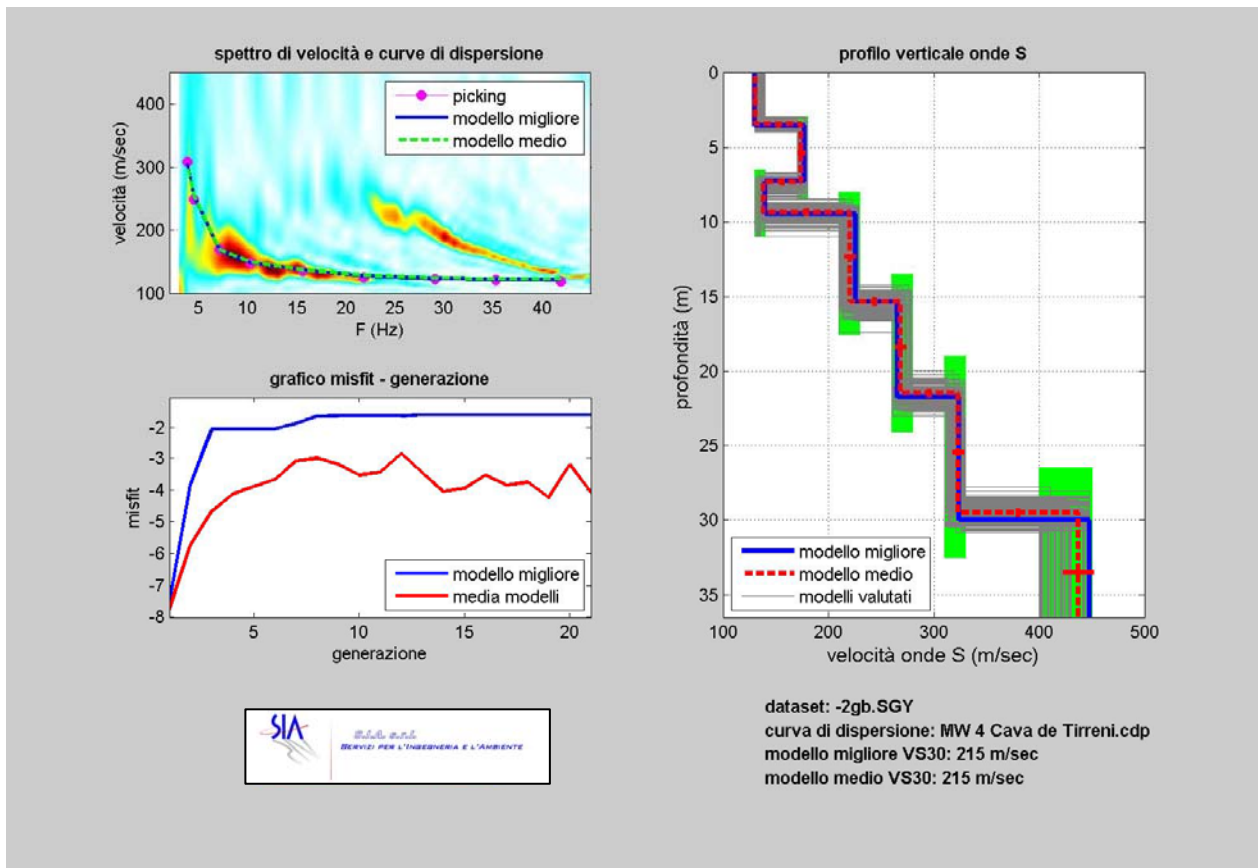 spettro di velocità e curve di dispersione
400
300
200
100
velocità (m/sec)
picking
modello migliore
modello medio
5 10 15 20 25 30 35 40
F (Hz)
grafico misfit - generazione
-2
-3
-4
-5
-6
-7
-8
misfit
modello migliore
media modelli
5 10 15 20
generazione
SIA
S.I.A. s.r.l.
SERVIZI PER L'INGEGNERIA E L'AMBIENTE
profilo verticale onde S
0
5
10
15
20
25
30
35
profondità (m)
modello migliore
modello medio
modelli valutati
100 200 300 400 500
velocità onde S (m/sec)
dataset: -2gb.SGY
curva di dispersione: MW 4 Cava de Tirreni.cdp
modello migliore VS30: 215 m/sec
modello medio VS30: 215 m/sec